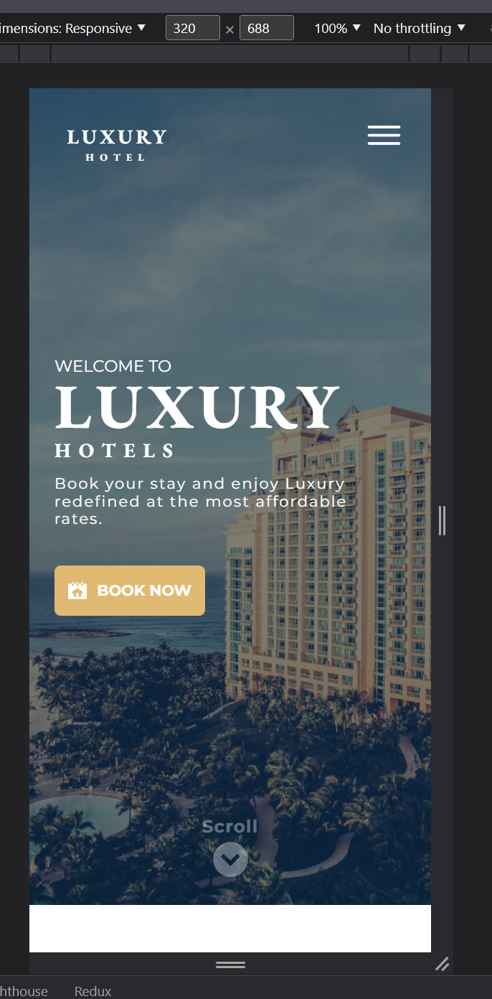 imensions: Responsive 320 × 688 100% No throttling
LUXURY
HOTEL
WELCOME TO
LUXURY
HOTELS
Book your stay and enjoy Luxury
redefined at the most affordable
rates.
BOOK NOW
Scroll
hthouse Redux